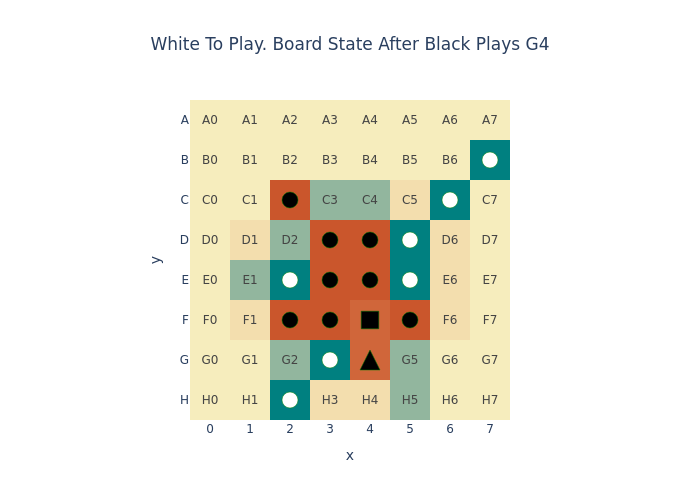 White To Play. Board State After Black Plays G4
A A0 A1 A2 A3 A4 A5 A6 A7
B B0 B1 B2 B3 B4 B5 B6
C C0 C1 C3 C4 C5 C7
D D0 D1 D2 D6 D7
E E0 E1 E6 E7
F F0 F1 F6 F7
G G0 G1 G2 G5 G6 G7
H H0 H1 H3 H4 H5 H6 H7
0 1 2 3 4 5 6 7
x
y